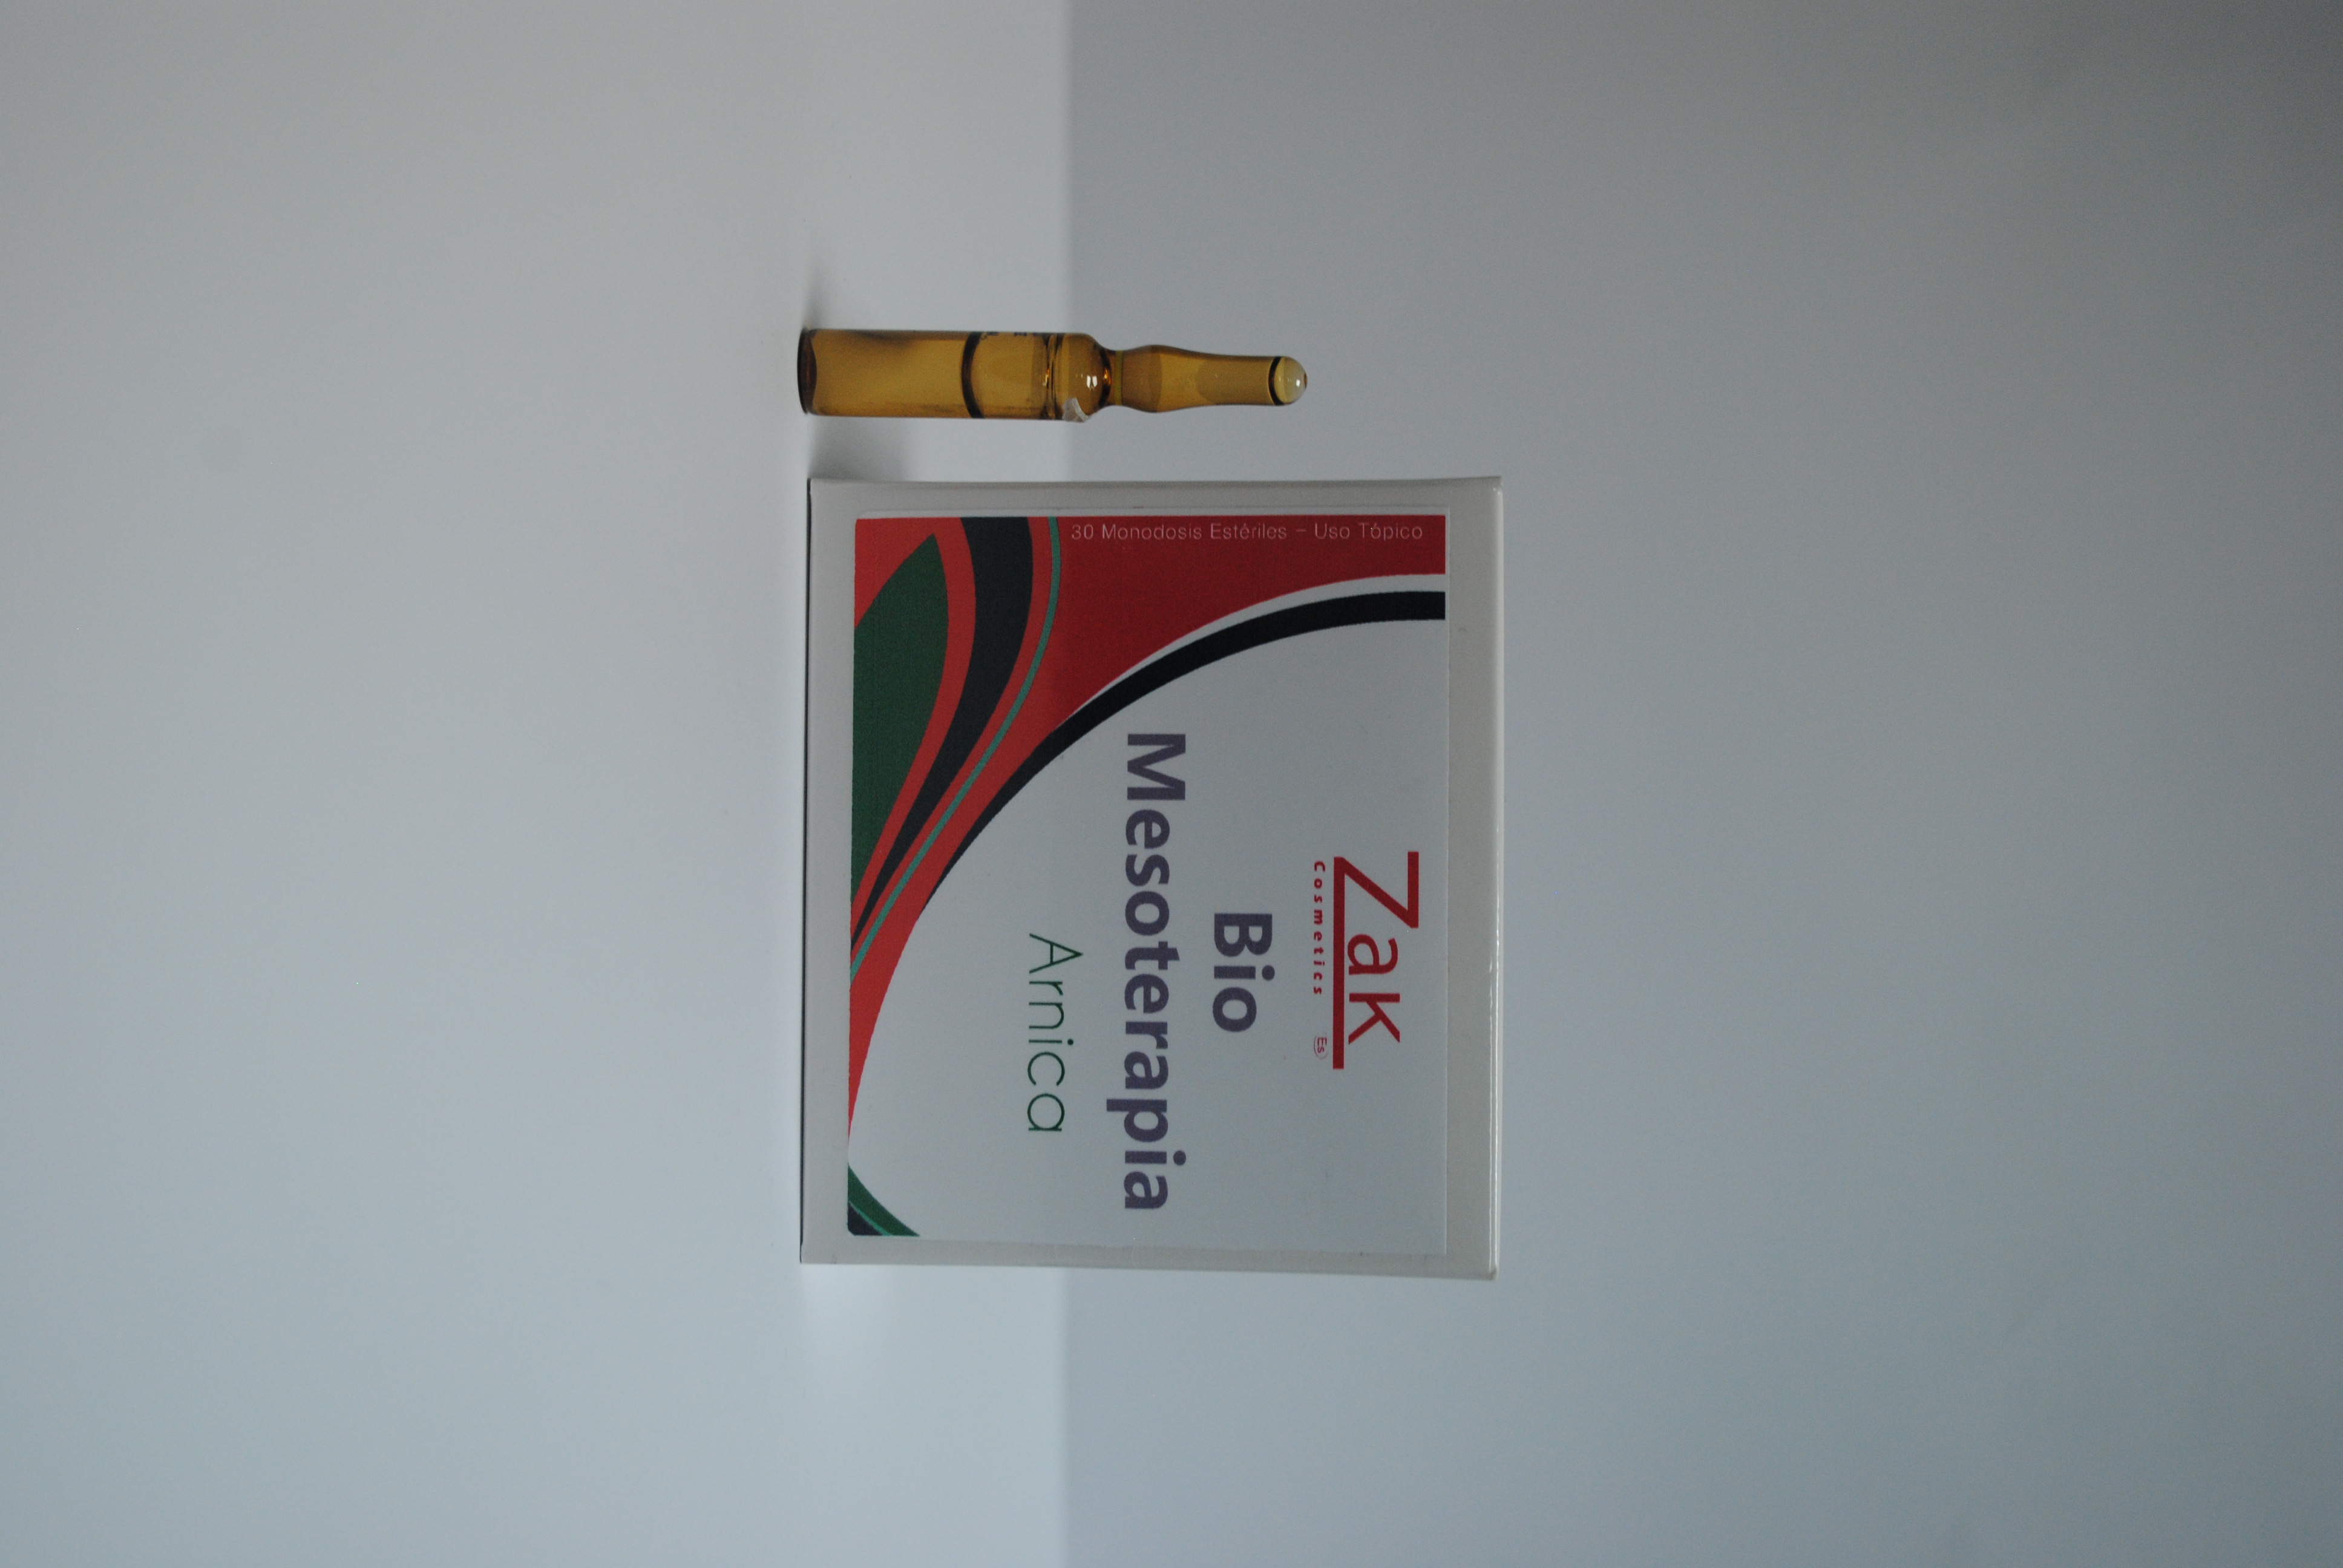 Zak
Cosmetics Es
Bio
Mesoterapia
Arnica
30 Monodosis Estériles – Uso Tópico